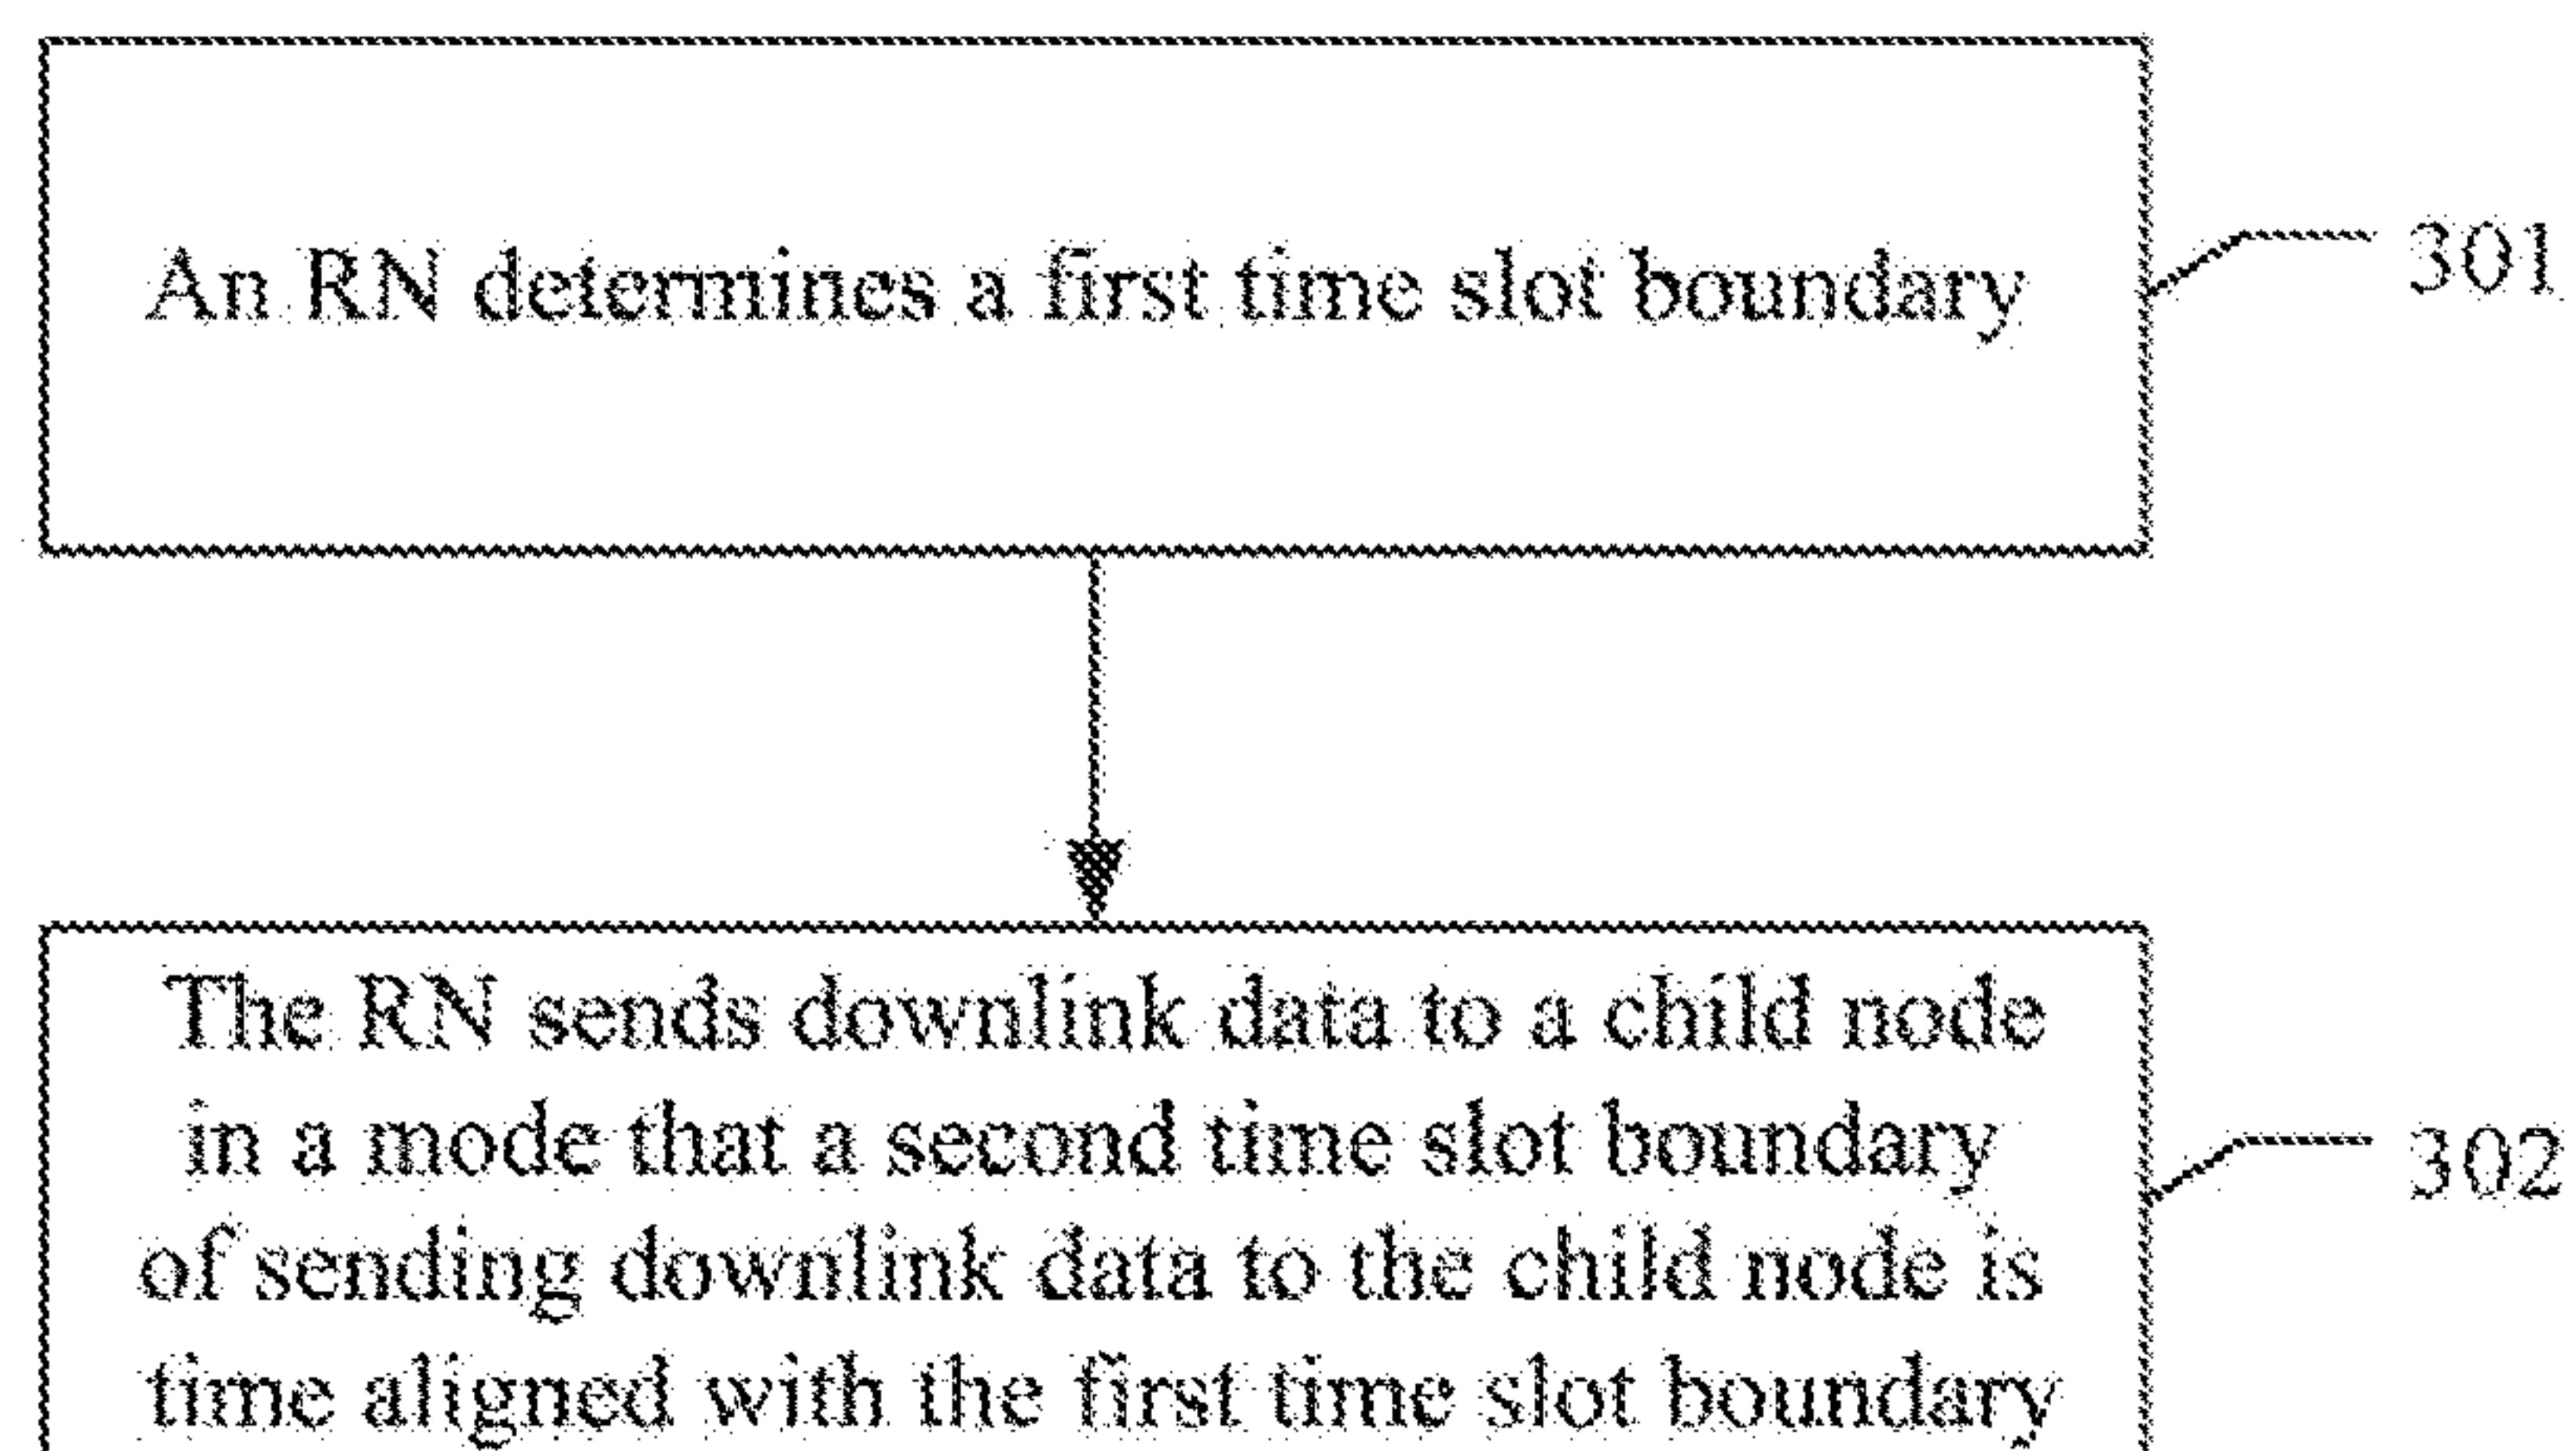 An RN determines a first time slot boundary
301
The RN sends downlink data to a child node
in a mode that a second time slot boundary
of sending downlink data to the child node is
time aligned with the first time slot boundary
302